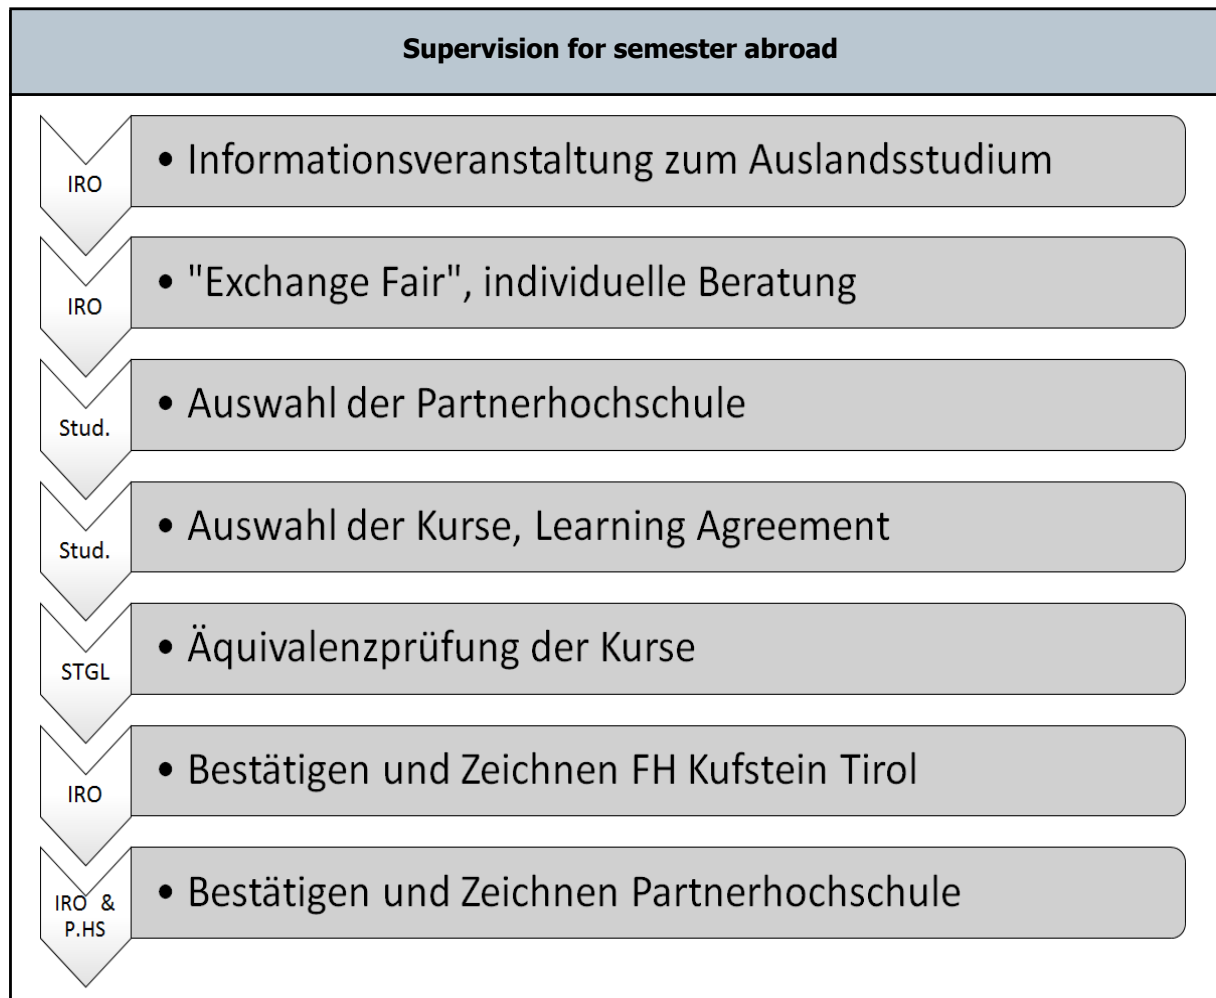 Supervision for semester abroad
IRO
• Informationsveranstaltung zum Auslandsstudium
IRO
• "Exchange Fair", individuelle Beratung
Stud.
• Auswahl der Partnerhochschule
Stud.
• Auswahl der Kurse, Learning Agreement
STGL
• Äquivalenzprüfung der Kurse
IRO
• Bestätigen und Zeichnen FH Kufstein Tirol
IRO &
P.HS
• Bestätigen und Zeichnen Partnerhochschule